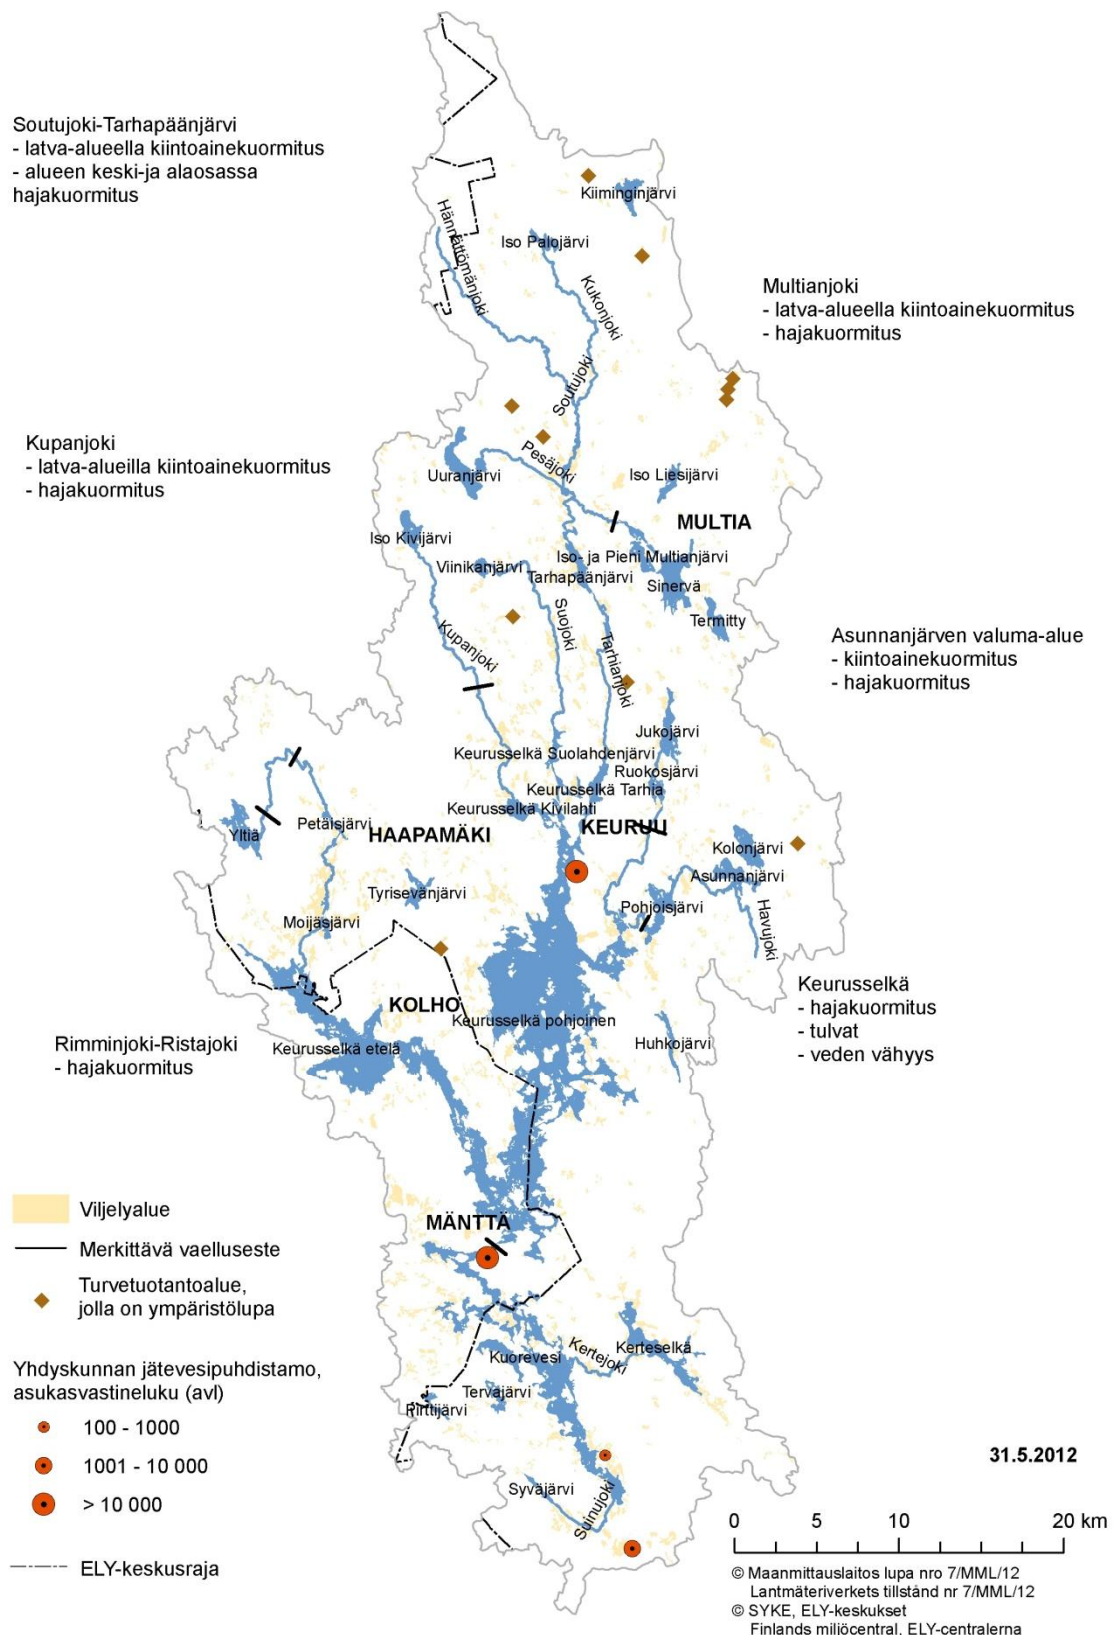 Soutujoki-Tarhapäänjärvi
- latva-alueella kiintoainekuormitus
- alueen keski-ja alaosassa
hajakuormitus
Kiiminginjärvi
Hännättömänjoki
Iso Palojärvi
Kukonjoki
Multianjoki
- latva-alueella kiintoainekuormitus
- hajakuormitus
Soutujoki
Kupanjoki
- latva-alueilla kiintoainekuormitus
- hajakuormitus
Pesäjoki
Uuranjärvi
Iso Liesijärvi
MULTIA
Iso Kivijärvi
Iso- ja Pieni Multianjärvi
Viinikanjärvi
Tarhapäänjärvi
Sinervä
Termitty
Suojoki
Kupanjoki
Tarhianjoki
Asunnanjärven valuma-alue
- kiintoainekuormitus
- hajakuormitus
Jukojärvi
Keurusselkä Suolahdenjärvi
Ruokosjärvi
Keurusselkä Tarhia
Keurusselkä Kivilahti
Petäisjärvi
Yltiä
HAAPAMÄKI
KEURUU
Kolonjärvi
Asunnanjärvi
Tyrisevänjärvi
Pohjoisjärvi
Havujoki
Moijäsjärvi
Keurusselkä
- hajakuormitus
- tulvat
- veden vähyys
KOLHO
Keurusselkä pohjoinen
Rimminjoki-Ristajoki
- hajakuormitus
Keurusselkä etelä
Huhkojärvi
Viljelyalue
MÄNTTÄ
Merkittävä vaelluseste
Turvetuotantoalue,
jolla on ympäristölupa
Kertejoki
Kerteselkä
Kuorevesi
Yhdyskunnan jätevesipuhdistamo,
asukasvastineluku (avl)
Tervajärvi
Pirttijärvi
100 - 1000
1001 - 10 000
> 10 000
31.5.2012
Syväjärvi
Suinujoki
0 5 10 20 km
ELY-keskusraja
© Maanmittauslaitos lupa nro 7/MML/12
Lantmäteriverkets tillstånd nr 7/MML/12
© SYKE, ELY-keskukset
Finlands miljöcentral, ELY-centralerna